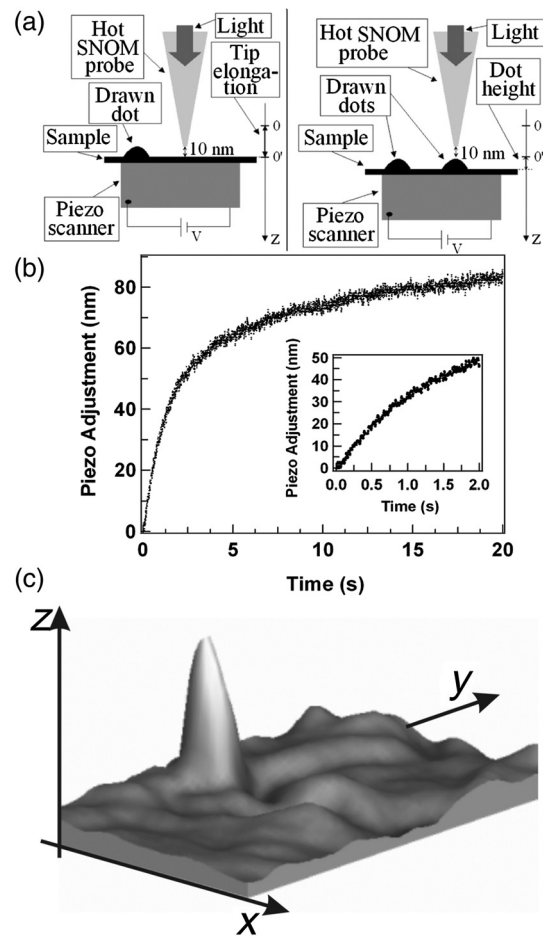 (a)
Hot
SNOM
probe
Light
Tip
elonga-
tion
Drawn
dot
Sample
0
0'
10 nm
Piezo
scanner
V
Z
Hot SNOM
probe
Light
Drawn
dots
Dot
height
Sample
0
0'
10 nm
Piezo
scanner
V
Z
(b)
Piezo Adjustment (nm)
80
60
40
20
0
0
5
10
15
20
Time (s)
Piezo Adjustment (nm)
50
40
30
20
10
0
0.0
0.5
1.0
1.5
2.0
Time (s)
(c)
z
y
x